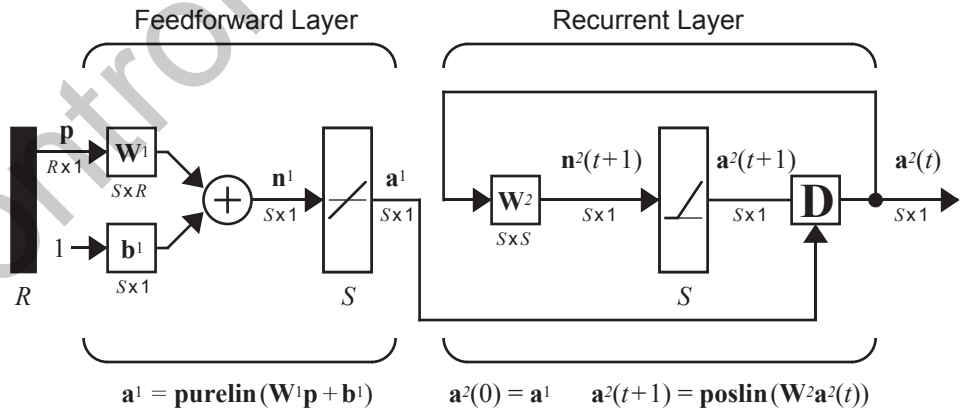 Feedforward Layer
Recurrent Layer
p
R x 1
W¹
S x R
1
b¹
S x 1
n¹
S x 1
a¹
S x 1
R
S
W²
S x S
n²(t+1)
S x 1
a²(t+1)
S x 1
S
D
a²(t)
S x 1
a¹ = purelin(W¹p + b¹)
a²(0) = a¹
a²(t+1) = poslin(W²a²(t))
ontro